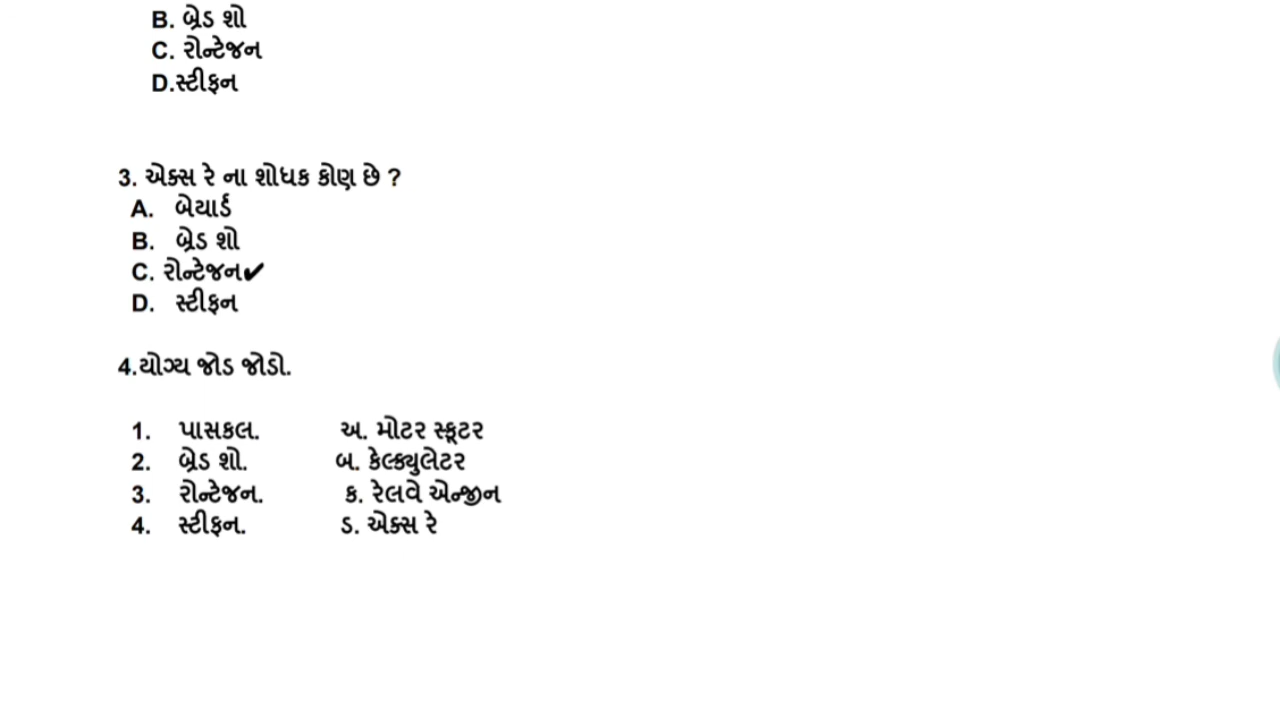 B. બ્રેડ શો
C. રોન્ટેજન
D.સ્ટીફન
3. એક્સ રે ના શોધક કોણ છે ?
A. બેયાર્ડ
B. બ્રેડ શો
C. રોન્ટેજન✔
D. સ્ટીફન
4.યોગ્ય જોડ જોડો.
1. પાસકલ. અ. મોટર સ્કૂટર
2. બ્રેડ શો. બ. કેલ્ક્યુલેટર
3. રોન્ટેજન. ક. રેલવે એન્જીન
4. સ્ટીફન. ડ. એક્સ રે